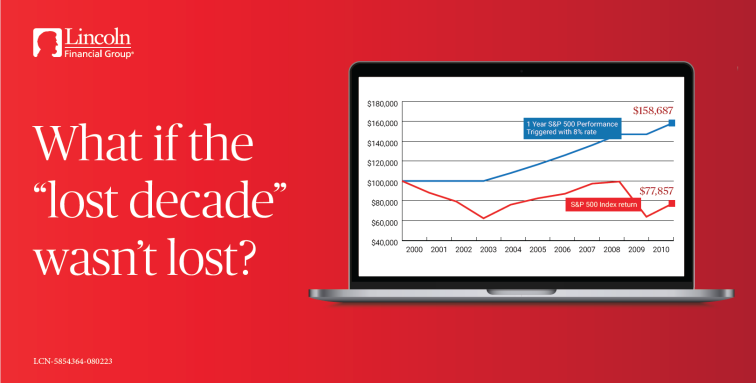 Lincoln
Financial Group®
What if the
“lost decade”
wasn’t lost?
LCN-5854364-080223
$180,000
$160,000
$140,000
$120,000
$100,000
$80,000
$60,000
$40,000
1 Year S&P 500 Performance
Triggered with 8% rate
$158,687
$77,857
S&P 500 Index return
2000 2001 2002 2003 2004 2005 2006 2007 2008 2009 2010